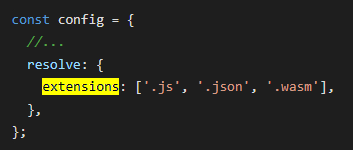 const config = {
  //...
  resolve: {
    extensions: ['.js', '.json', '.wasm'],
  },
};